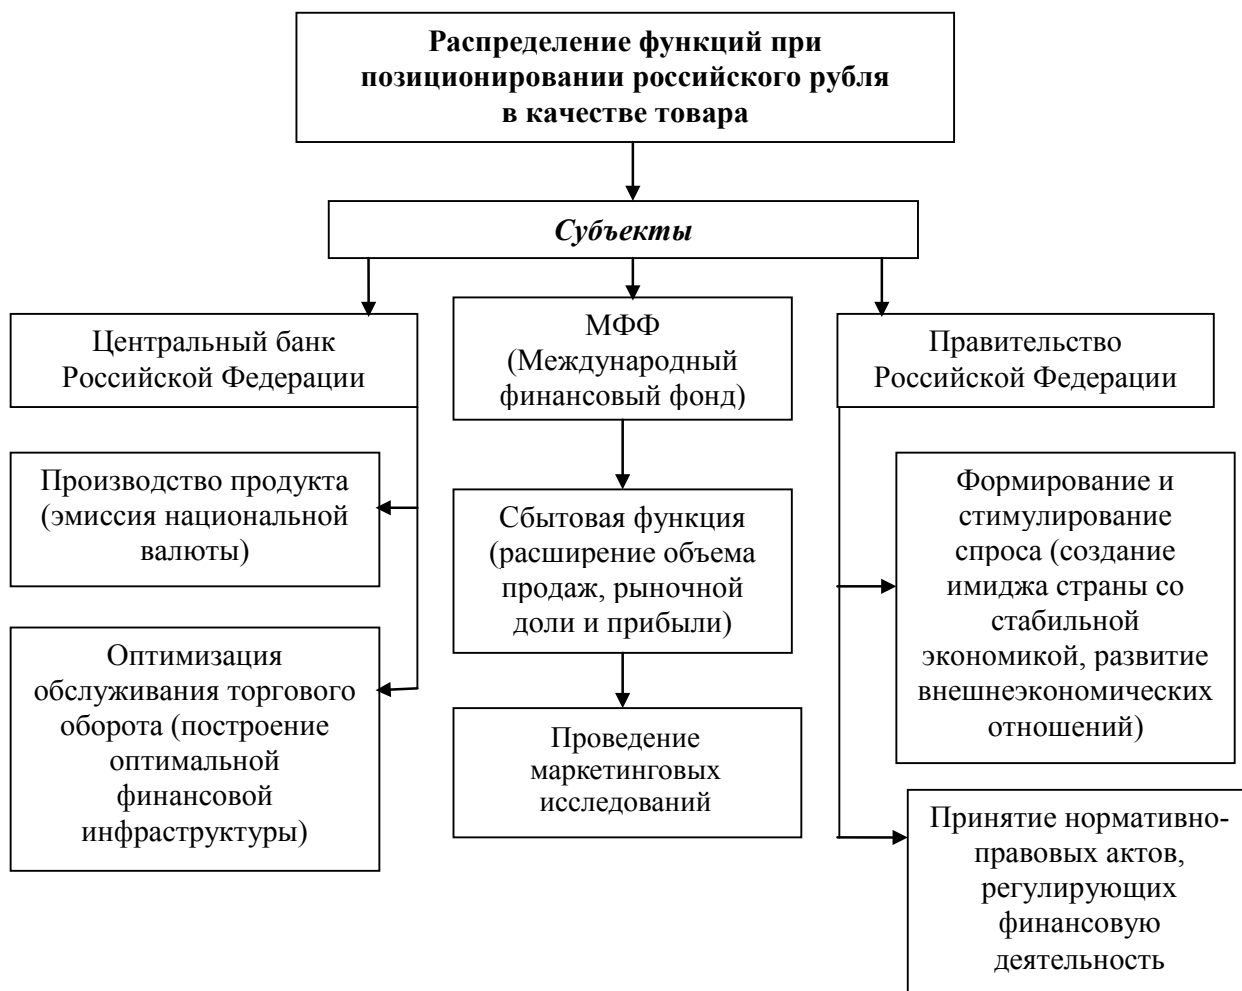 Распределение функций при
позиционировании российского рубля
в качестве товара
Субъекты
Центральный банк
Российской Федерации
Производство продукта
(эмиссия национальной
валюты)
Оптимизация
обслуживания торгового
оборота (построение
оптимальной
финансовой
инфраструктуры)
МФФ
(Международный
финансовый фонд)
Сбытовая функция
(расширение объема
продаж, рыночной
доли и прибыли)
Проведение
маркетинговых
исследований
Правительство
Российской Федерации
Формирование и
стимулирование
спроса (создание
имиджа страны со
стабильной
экономикой, развитие
внешнеэкономических
отношений)
Принятие нормативно-
правовых актов,
регулирующих
финансовую
деятельность